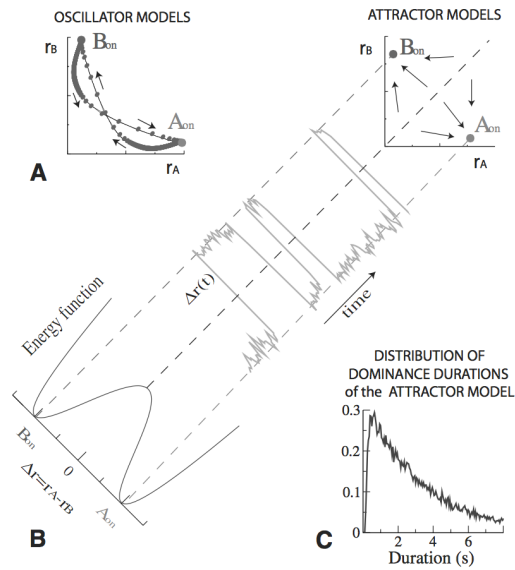 OSCILLATOR MODELS
rB
Bon
Aon
rA
A
ATTRACTOR MODELS
rB
Bon
Aon
rA
Δr(t)
time
Energy function
Bon
0
Aon
Δr=rA-rB
B
DISTRIBUTION OF
DOMINANCE DURATIONS
of the ATTRACTOR MODEL
0.3
0.2
0.1
0
2
4
6
Duration (s)
C